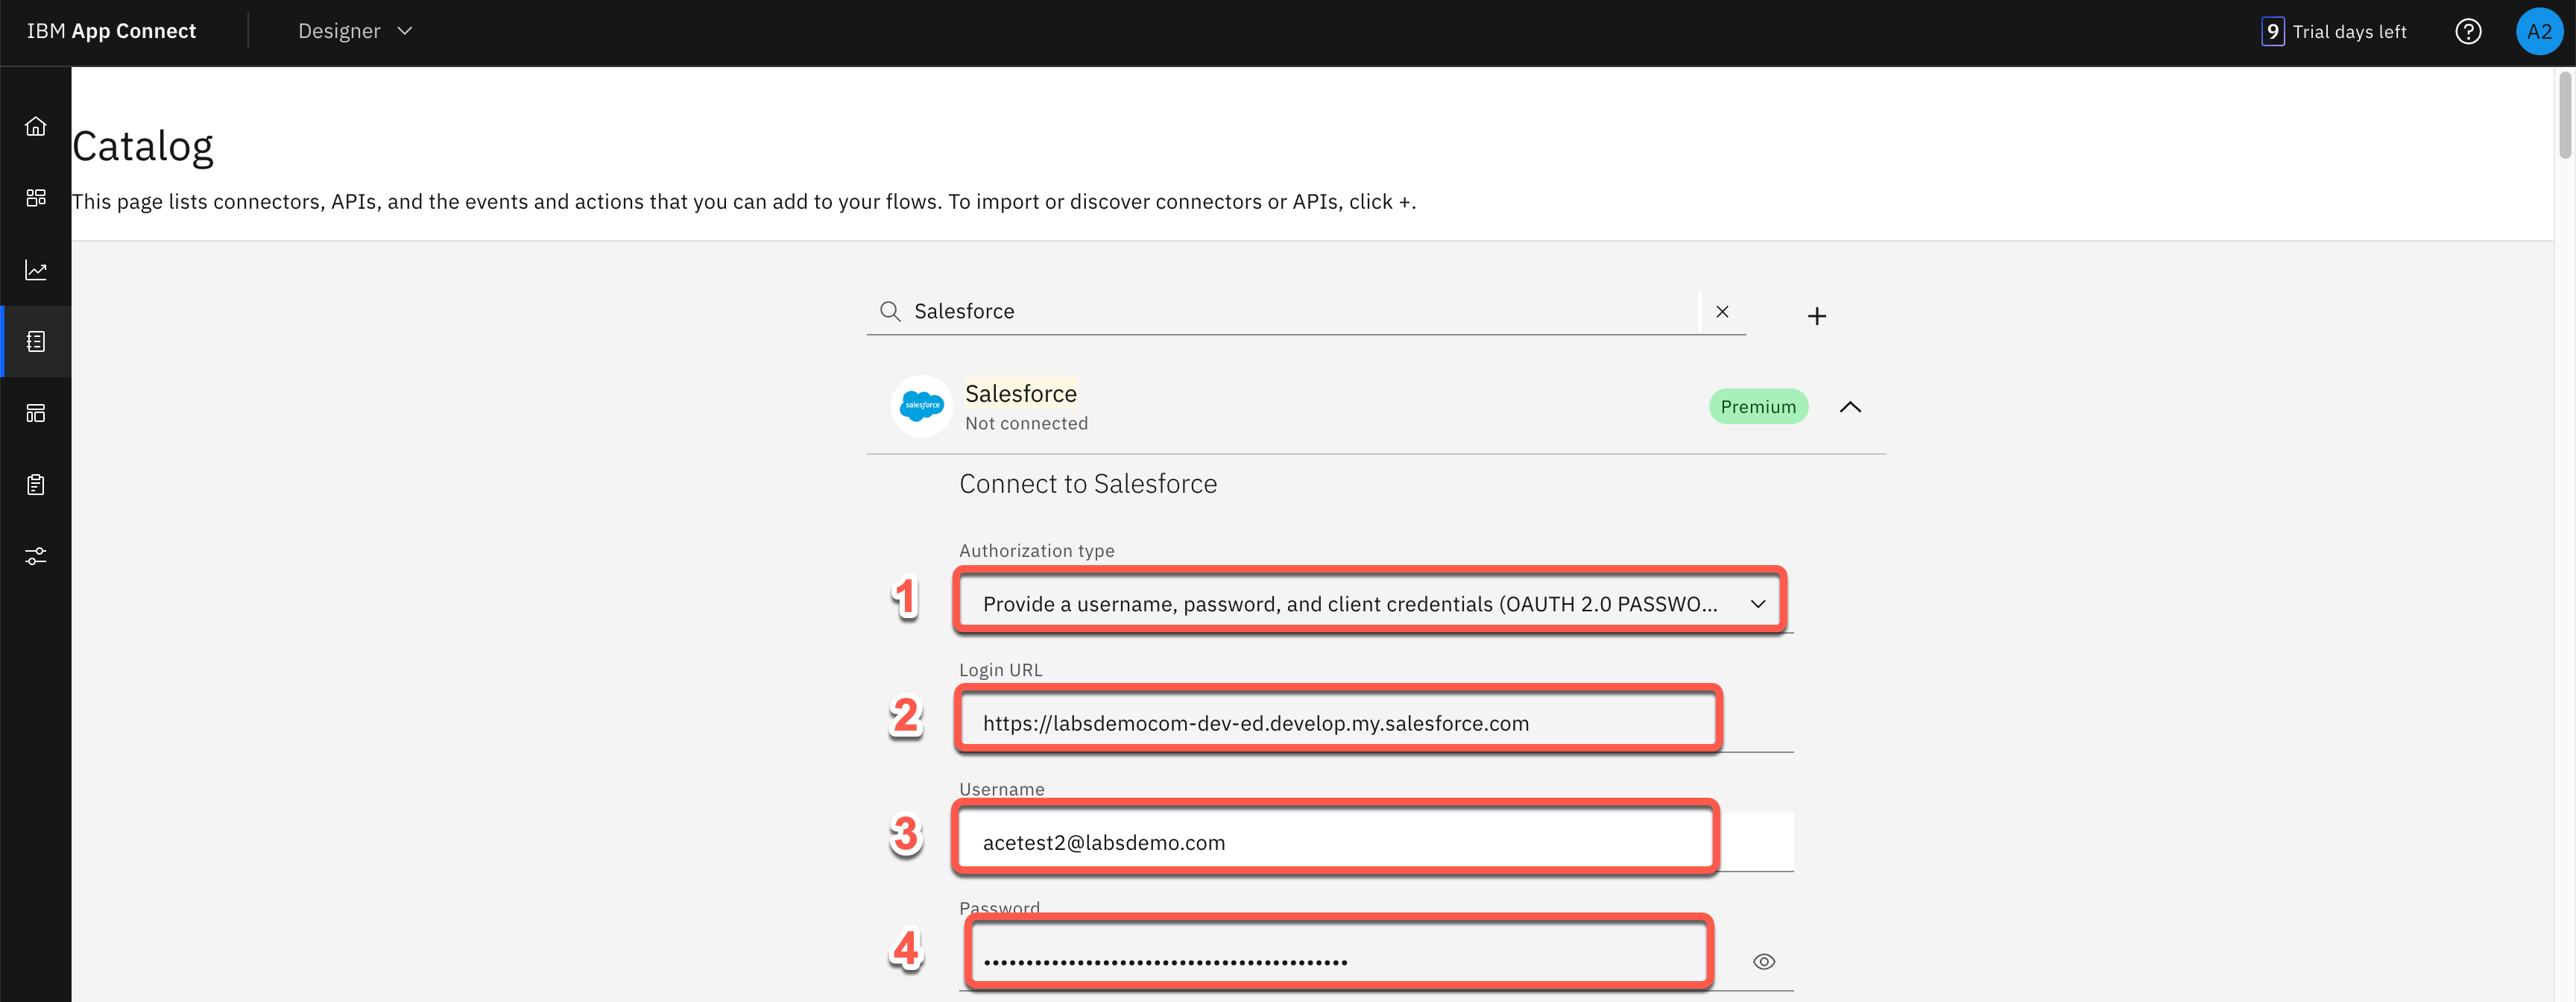 IBM App Connect
Designer
9 Trial days left
A2
Catalog
This page lists connectors, APIs, and the events and actions that you can add to your flows. To import or discover connectors or APIs, click +.
Salesforce
salesforce
Salesforce
Premium
Not connected
Connect to Salesforce
Authorization type
1
Provide a username, password, and client credentials (OAUTH 2.0 PASSWO...
Login URL
2
https://labsdemocom-dev-ed.develop.my.salesforce.com
Username
3
acetest2@labsdemo.com
Password
4